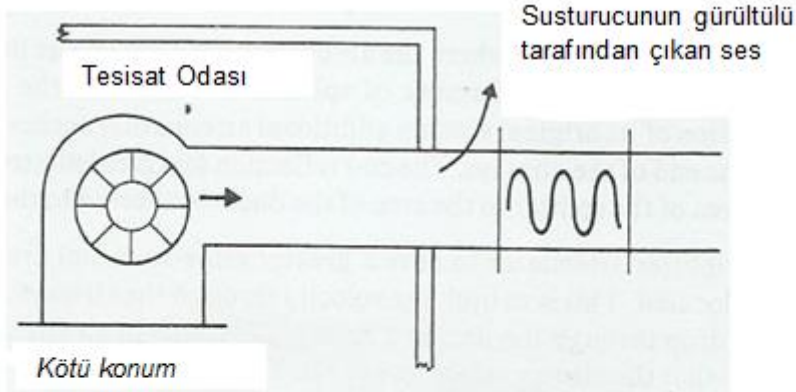 Susturucunun gürültülü
tarafından çıkan ses
Tesisat Odası
Kötü konum